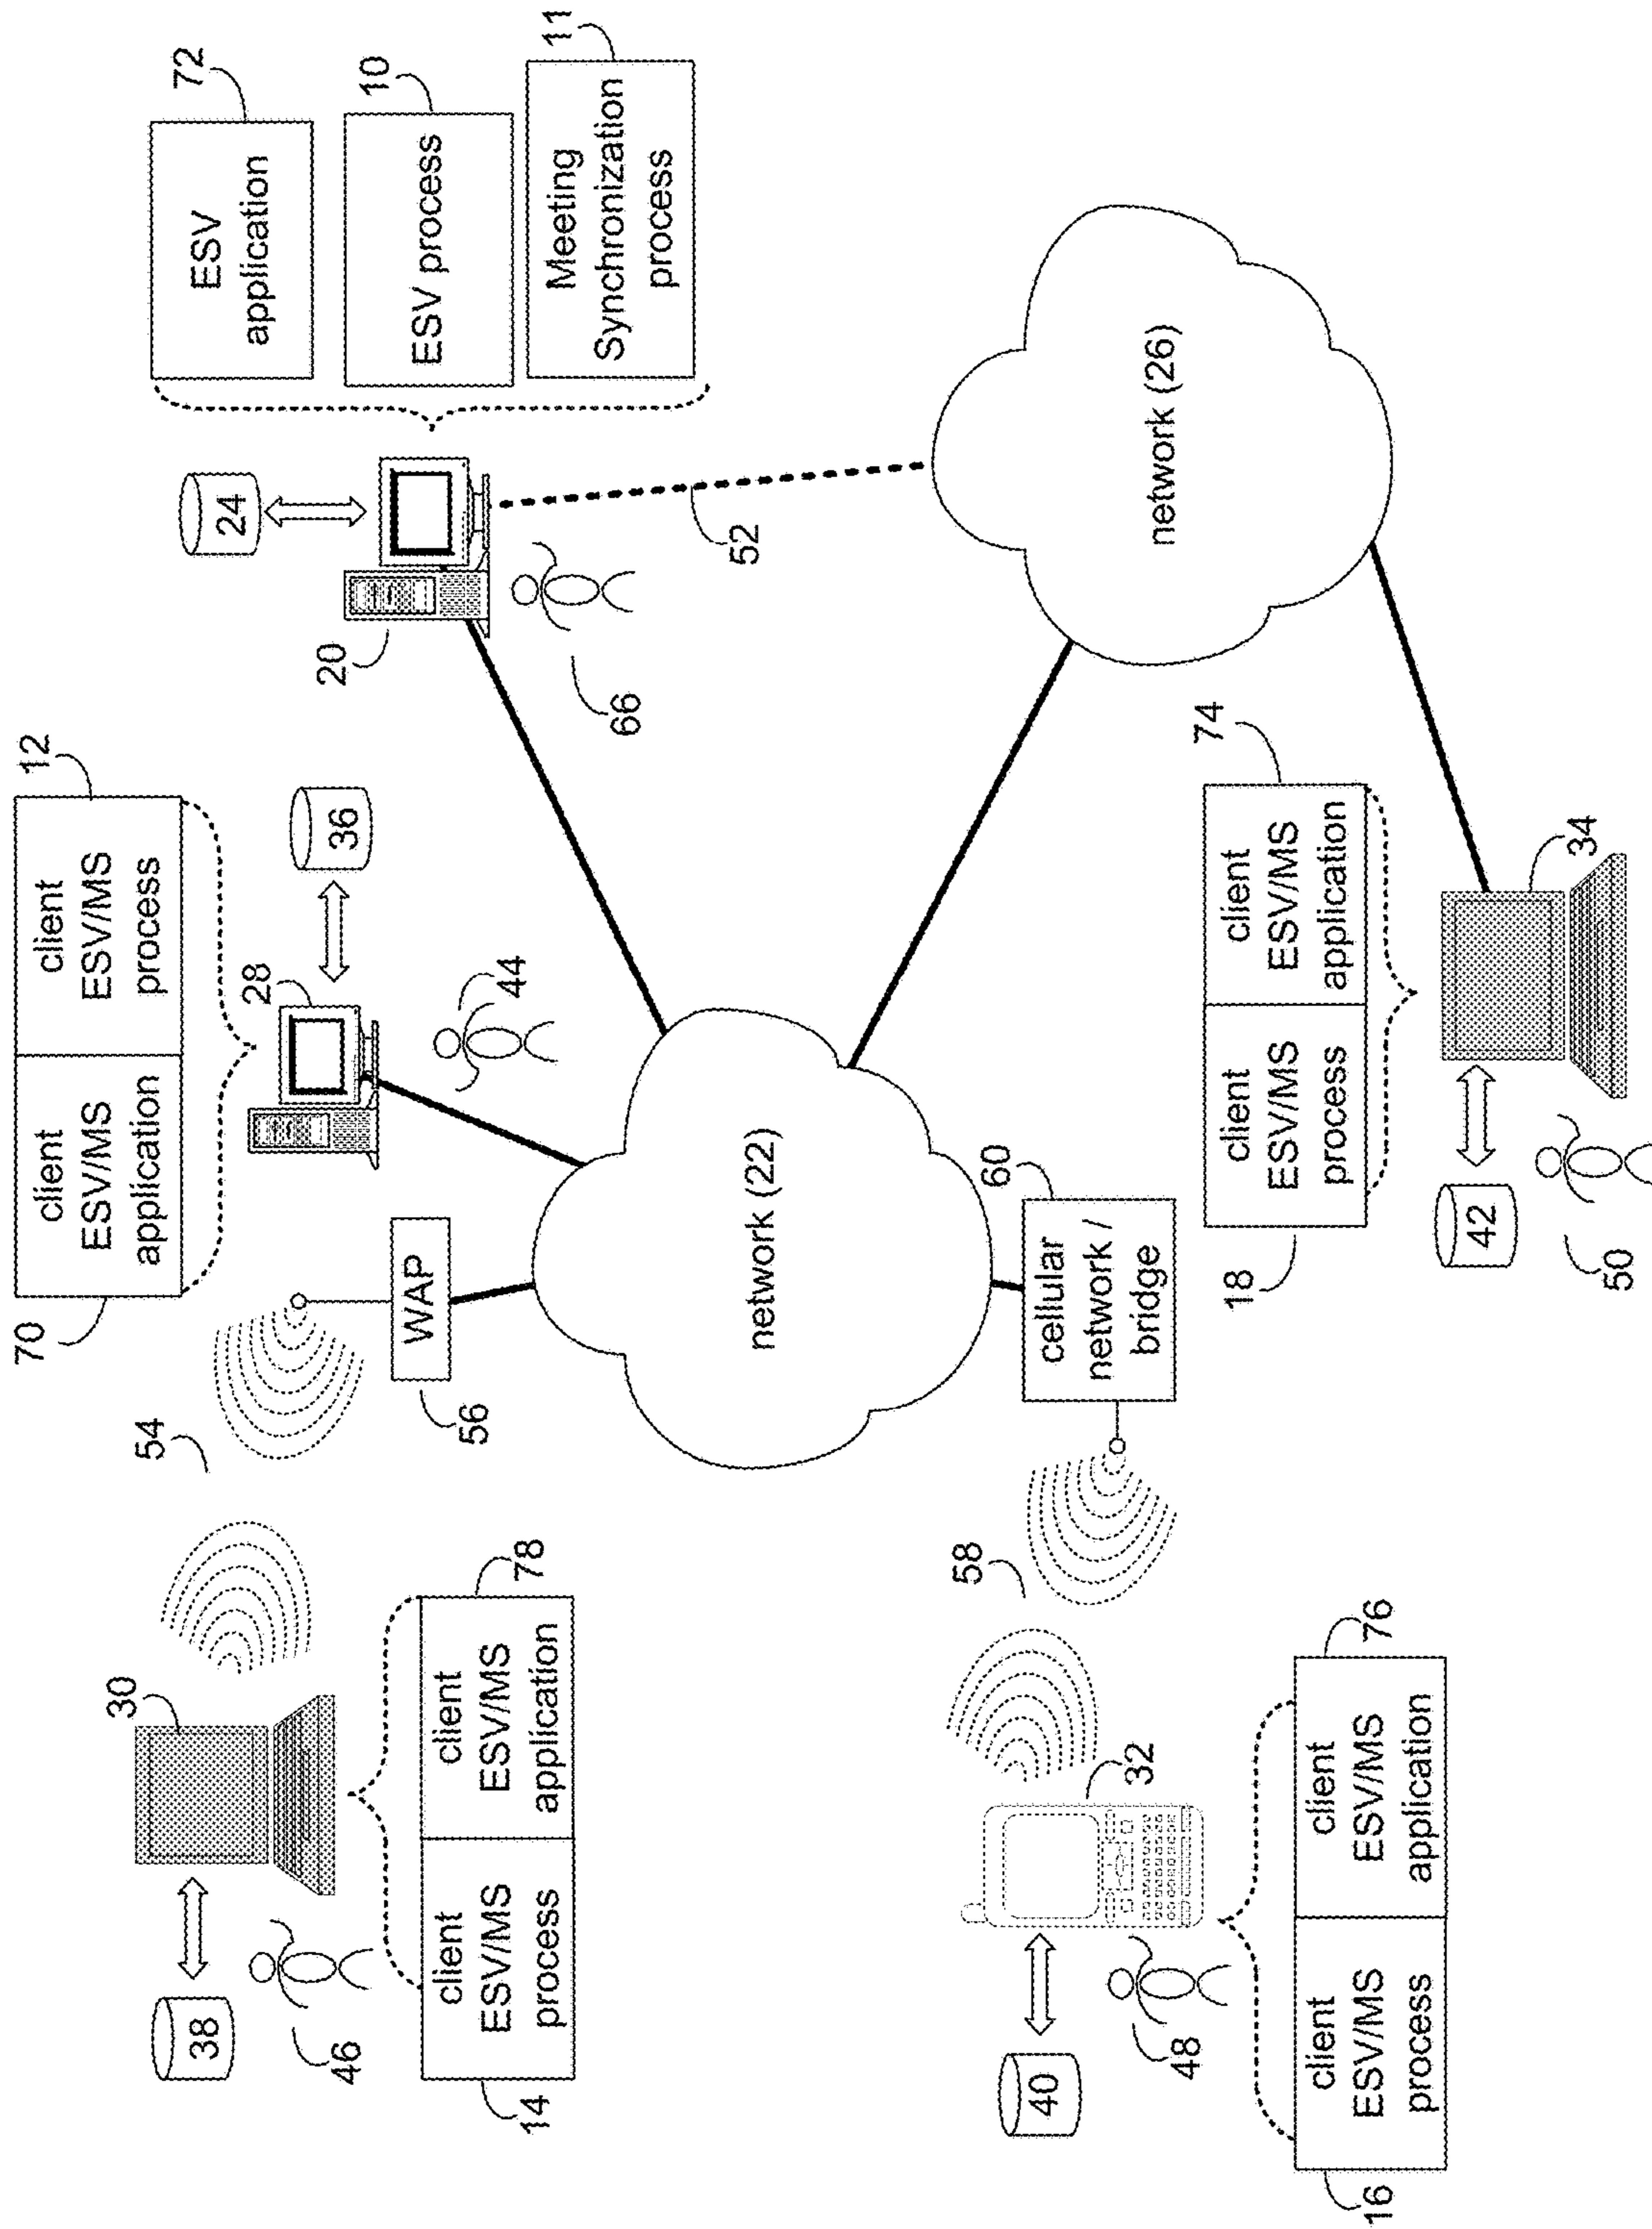 70
client
ESV/MS
application
client
ESV/MS
process
12
30
54
38
46
28
36
44
24
20
66
72
ESV
application
10
ESV process
11
Meeting
Synchronization
process
WAP
56
14
client
ESV/MS
process
client
ESV/MS
application
78
network (22)
52
network (26)
58
60
cellular
network /
bridge
40
32
48
16
client
ESV/MS
process
client
ESV/MS
application
76
18
client
ESV/MS
process
client
ESV/MS
application
74
42
34
50